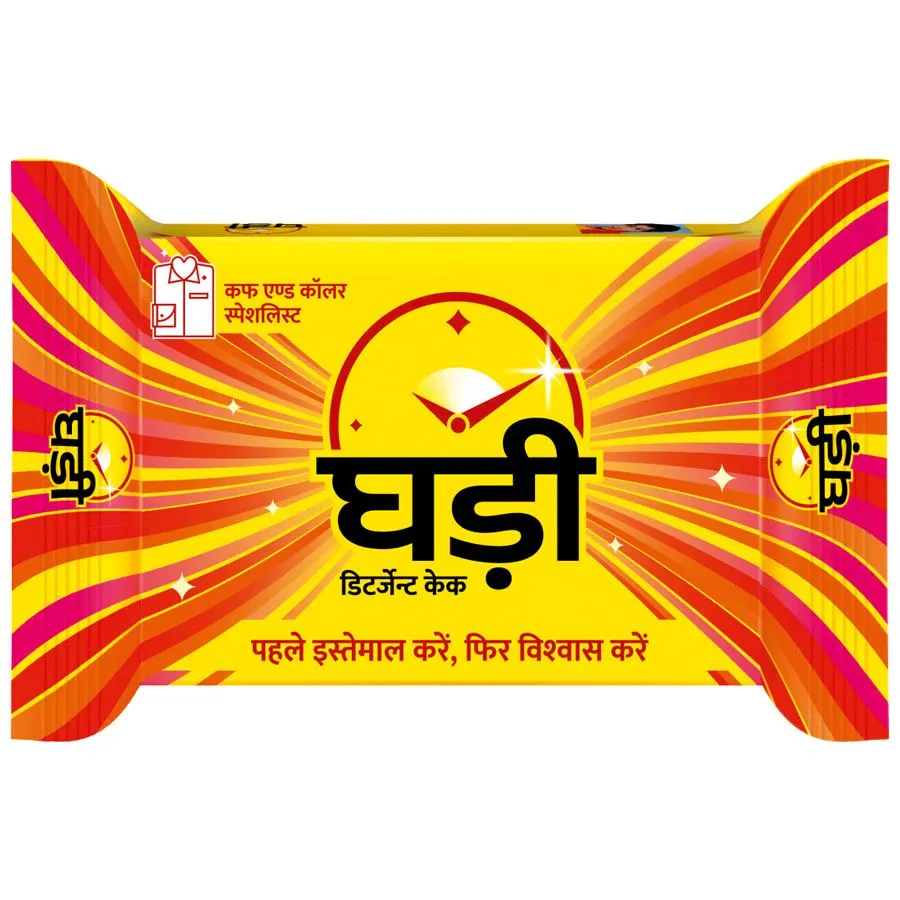 कफ एण्ड कॉलर
स्पेशलिस्ट
घड़ी
घड़ी
घड़ी
डिटर्जेन्ट केक
पहले इस्तेमाल करें, फिर विश्वास करें